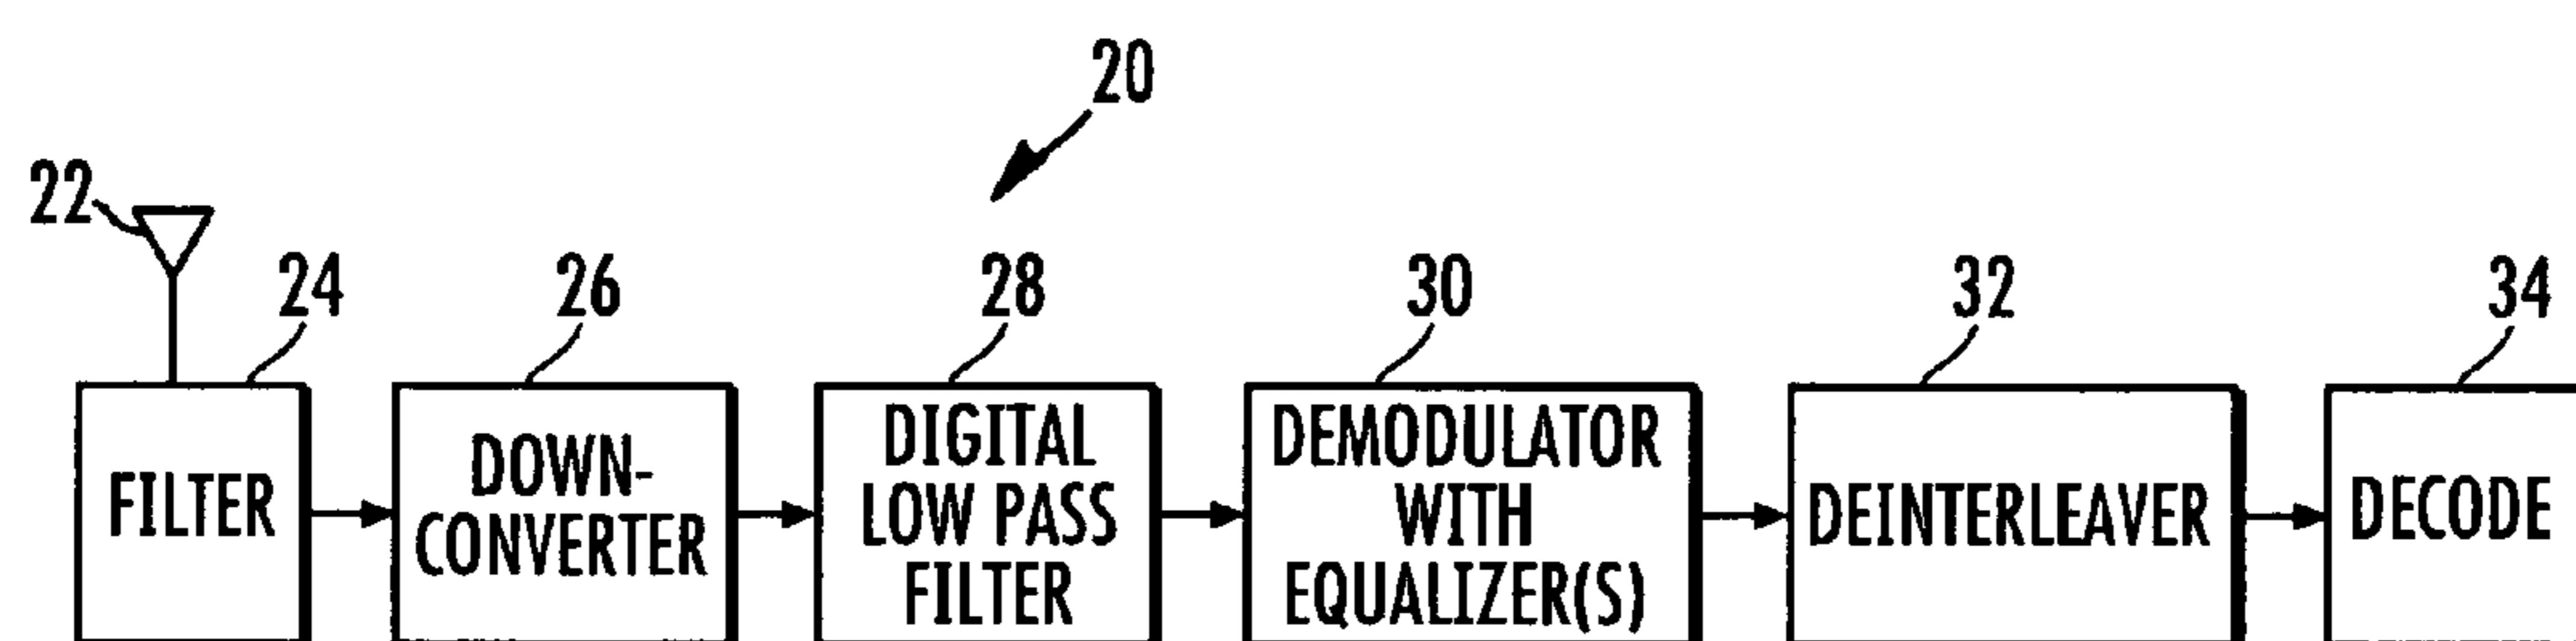 20
22
24
26
28
30
32
34
FILTER
DOWN-
CONVERTER
DIGITAL
LOW PASS
FILTER
DEMODULATOR
WITH
EQUALIZER(S)
DEINTERLEAVER
DECODE